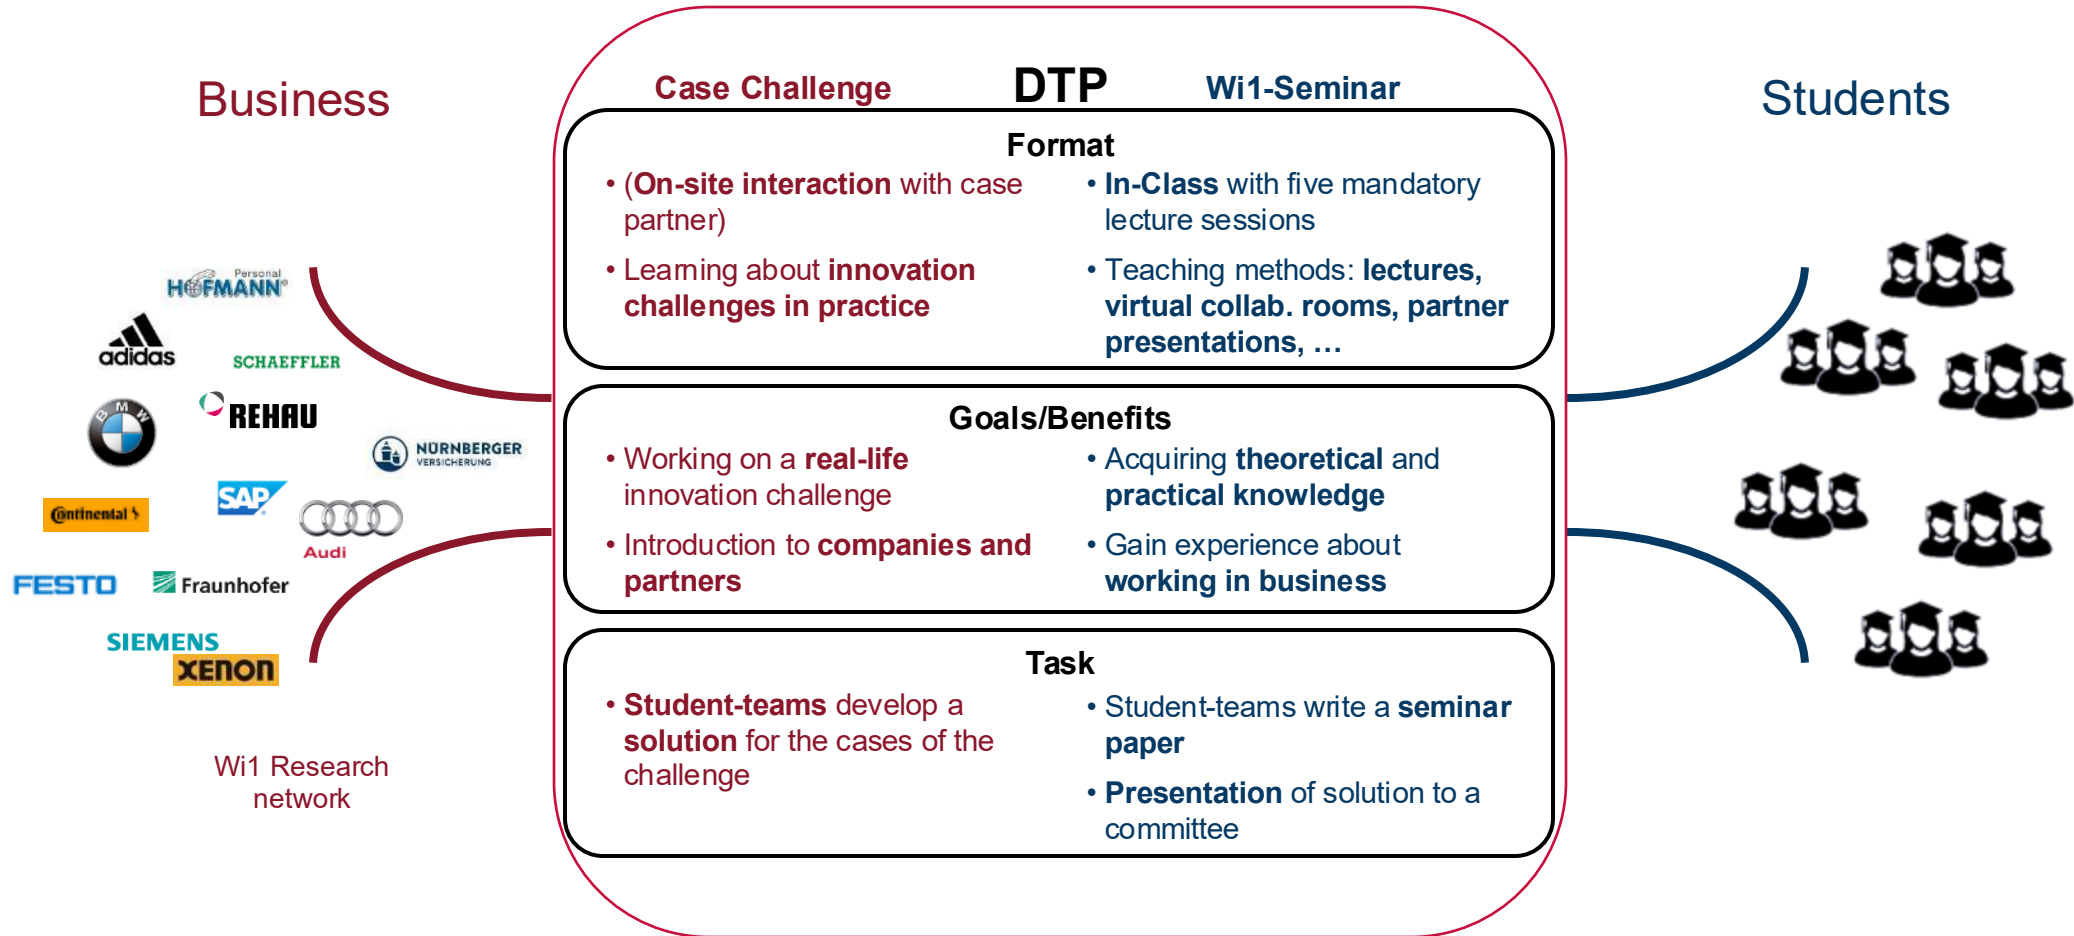 Business
Personal
HOFMANN
adidas
SCHAEFFLER
BMW
REHAU
NÜRNBERGER
VERSICHERUNG
SAP
Continental
Audi
FESTO
Fraunhofer
SIEMENS
XENON
Wi1 Research
network
Case Challenge
DTP
Wi1-Seminar
Format
• (On-site interaction with case
partner)
• Learning about innovation
challenges in practice
• In-Class with five mandatory
lecture sessions
• Teaching methods: lectures,
virtual collab. rooms, partner
presentations, …
Goals/Benefits
• Working on a real-life
innovation challenge
• Introduction to companies and
partners
• Acquiring theoretical and
practical knowledge
• Gain experience about
working in business
Task
• Student-teams develop a
solution for the cases of the
challenge
• Student-teams write a seminar
paper
• Presentation of solution to a
committee
Students